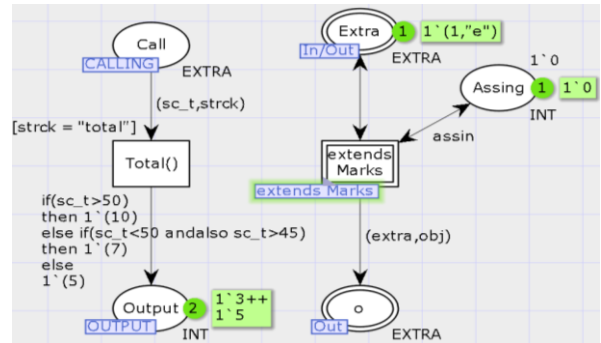 Call
CALLING
EXTRA
(sc_t,strck)
[strck = "total"]
Total()
if(sc_t>50)
then 1`(10)
else if(sc_t<50 andalso sc_t>45)
then 1`(7)
else
1`(5)
Output
2
1`3++
1`5
OUTPUT
INT
Extra
1
1`(1,"e")
In/Out
EXTRA
1`0
Assing
1
1`0
INT
assin
extends
Marks
extends Marks
(extra,obj)
o
Out
EXTRA